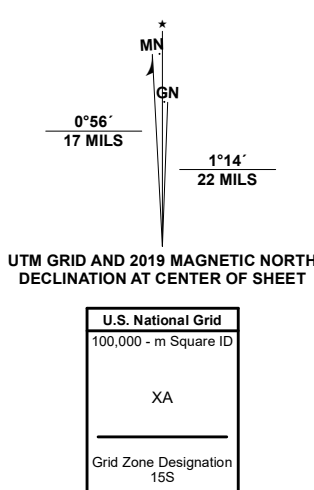 ★
MN
GN
0°56´
17 MILS
1°14´
22 MILS
UTM GRID AND 2019 MAGNETIC NORTH
DECLINATION AT CENTER OF SHEET
U.S. National Grid
100,000 - m Square ID
XA
Grid Zone Designation
15S